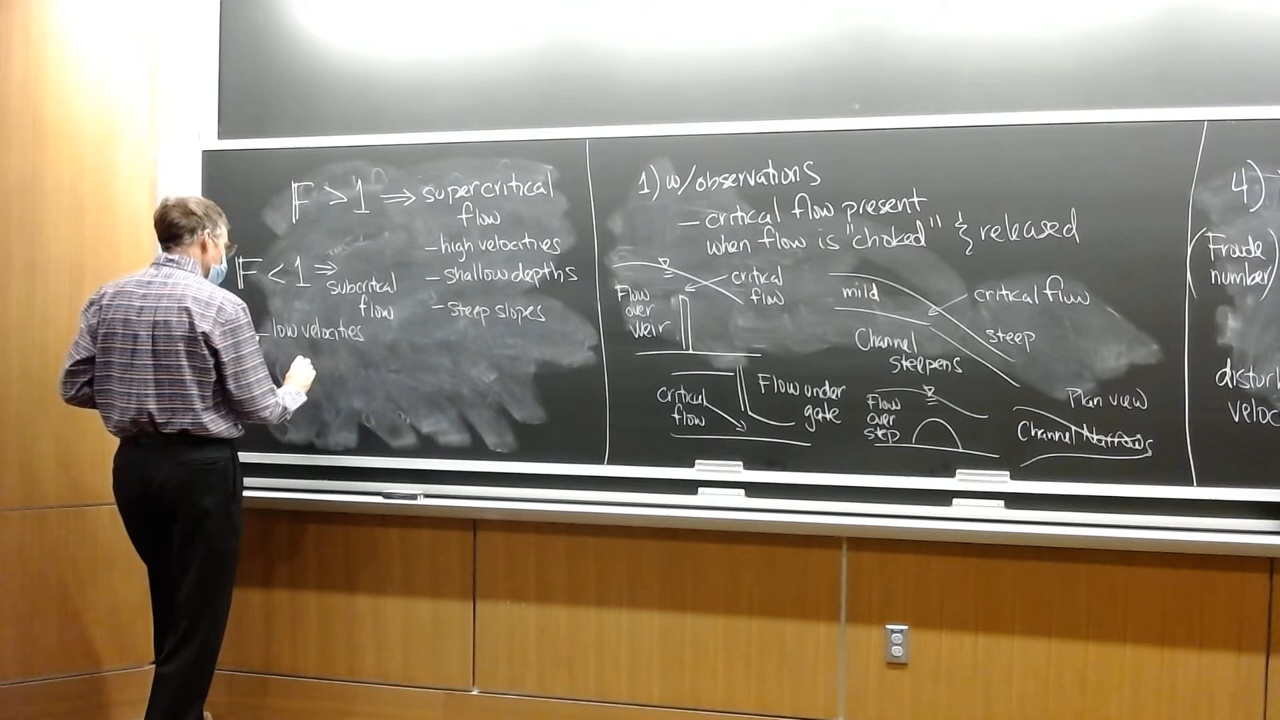 F > 1 ⇒ supercritical
flow
- high velocities
- shallow depths
- steep slopes
F < 1 ⇒
subcritical
flow
- low velocities
1) w/observations
- critical flow present
when flow is "choked" & released
critical
flow
Flow
over
weir
mild
critical flow
steep
Channel
steepens
critical
flow
Flow under
gate
Flow
over
step
Plan view
Channel Narrows
4)
(Froude
number)